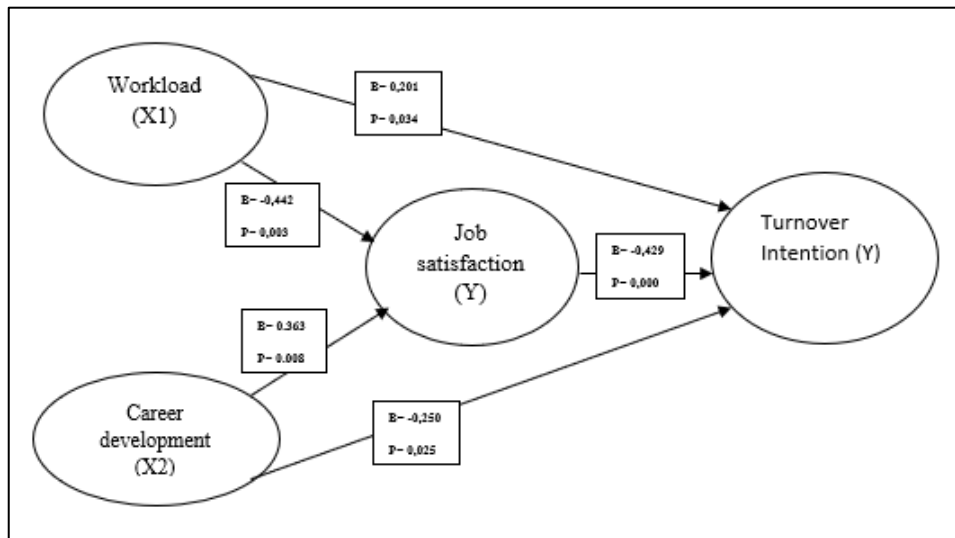 Workload
(X1)
B= 0,201
P= 0,034
B= -0,442
P= 0,003
Job
satisfaction
(Y)
B= -0,429
P= 0,000
Turnover
Intention (Y)
B= 0.363
P= 0.008
Career
development
(X2)
B= -0,250
P= 0,025